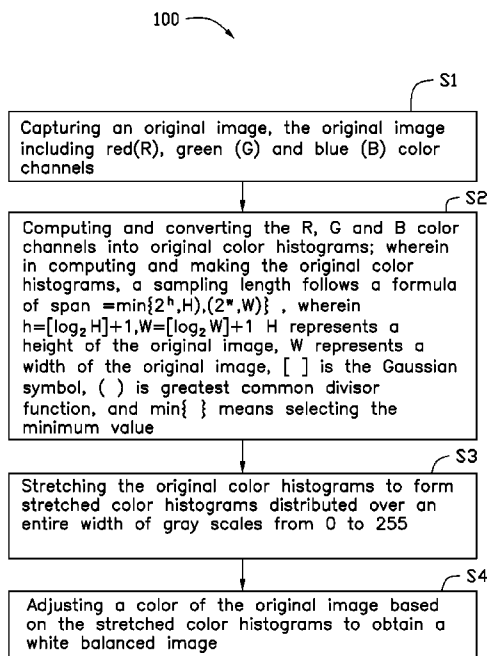 100
S1
Capturing an original image, the original image
including red(R), green (G) and blue (B) color
channels
S2
Computing and converting the R, G and B color
channels into original color histograms; wherein
in computing and making the original color
histograms, a sampling length follows a formula
of span =min{2ʰ,H),(2ʷ,W)} , wherein
h=[log₂H]+1,W=[log₂W]+1 H represents a
height of the original image, W represents a
width of the original image, [ ] is the Gaussian
symbol, ( ) is greatest common divisor
function, and min{ } means selecting the
minimum value
S3
Stretching the original color histograms to form
stretched color histograms distributed over an
entire width of gray scales from 0 to 255
S4
Adjusting a color of the original image based
on the stretched color histograms to obtain a
white balanced image